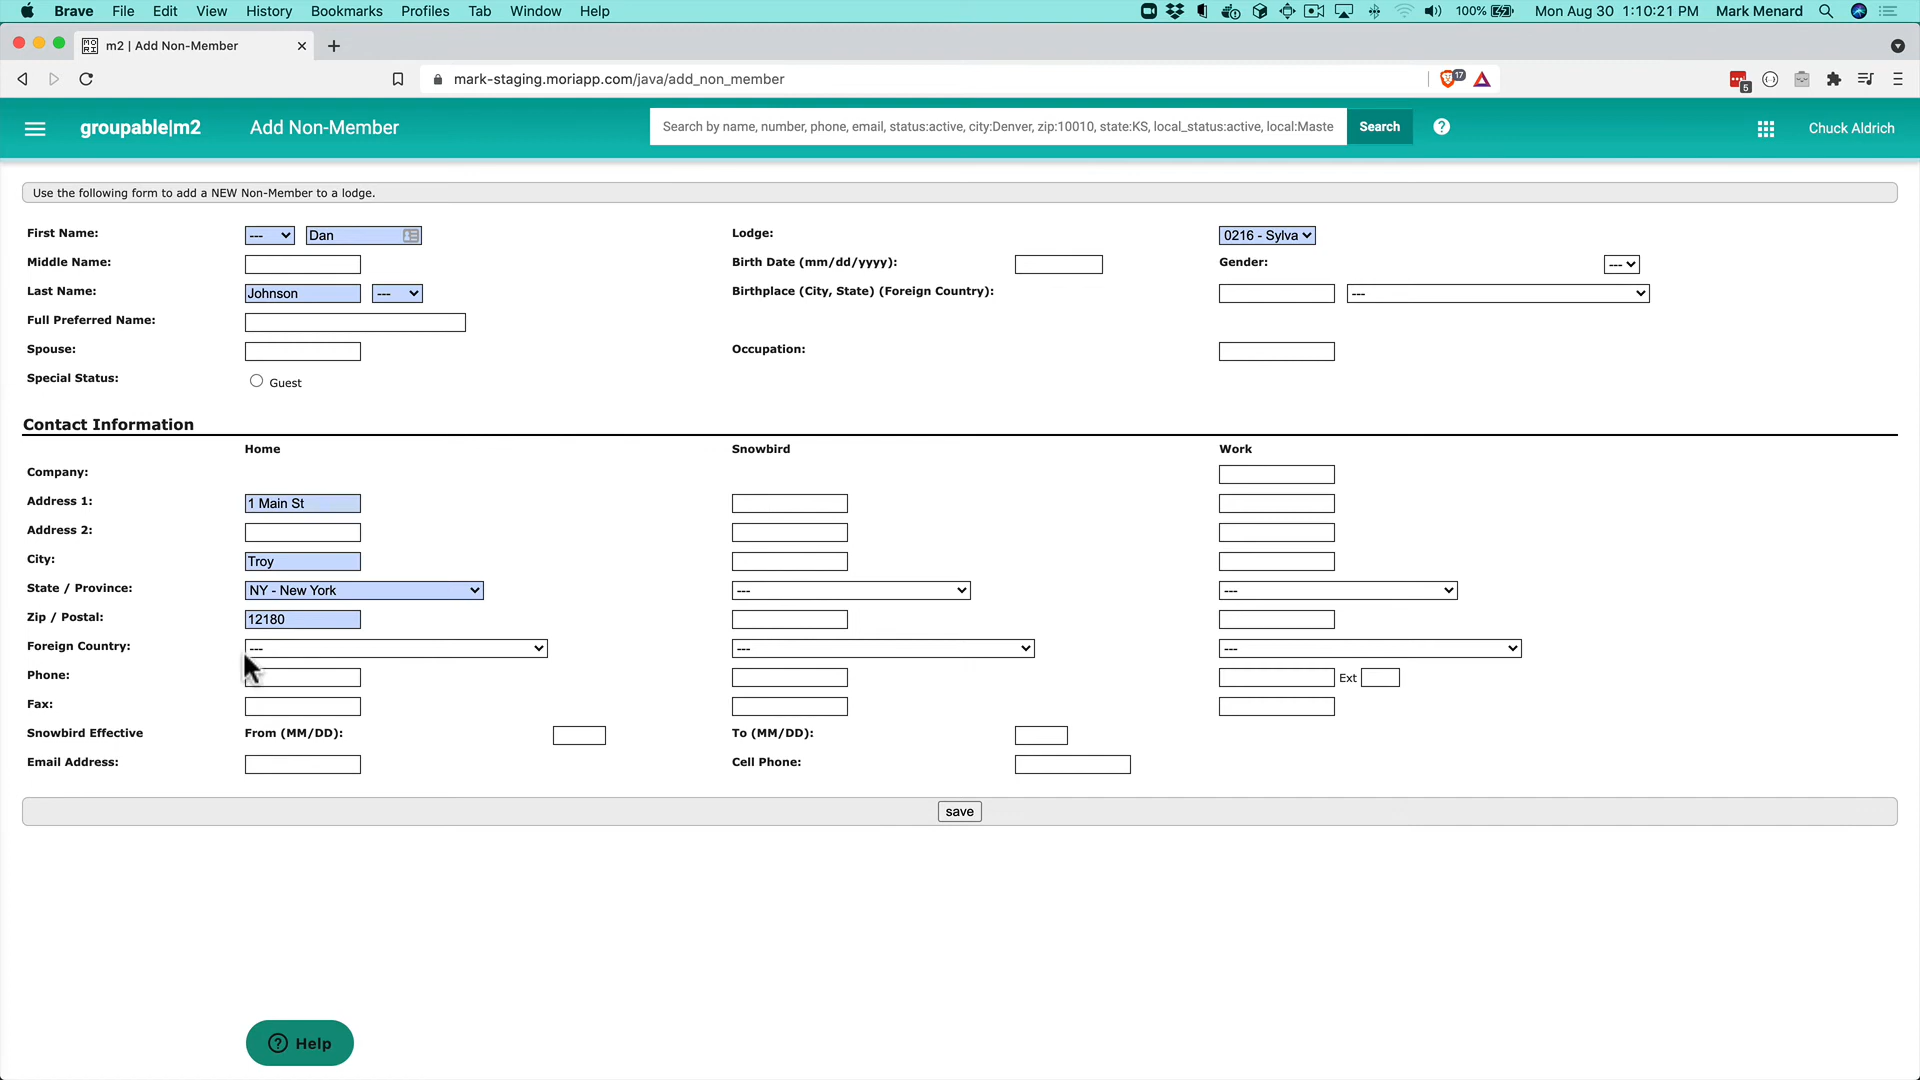 Brave File Edit View History Bookmarks Profiles Tab Window Help 100% Mon Aug 30 1:10:21 PM Mark Menard
m2 | Add Non-Member
mark-staging.moriapp.com/java/add_non_member 17 5
groupable|m2 Add Non-Member Search by name, number, phone, email, status:active, city:Denver, zip:10010, state:KS, local_status:active, local:Maste Search Chuck Aldrich
Use the following form to add a NEW Non-Member to a lodge.
First Name: --- Dan Lodge: 0216 - Sylva
Middle Name: Birth Date (mm/dd/yyyy): Gender: ---
Last Name: Johnson --- Birthplace (City, State) (Foreign Country): ---
Full Preferred Name:
Spouse: Occupation:
Special Status: Guest
Contact Information
Home Snowbird Work
Company:
Address 1: 1 Main St
Address 2:
City: Troy
State / Province: NY - New York --- ---
Zip / Postal: 12180
Foreign Country: --- --- ---
Phone: Ext
Fax:
Snowbird Effective From (MM/DD): To (MM/DD):
Email Address: Cell Phone:
save
Help